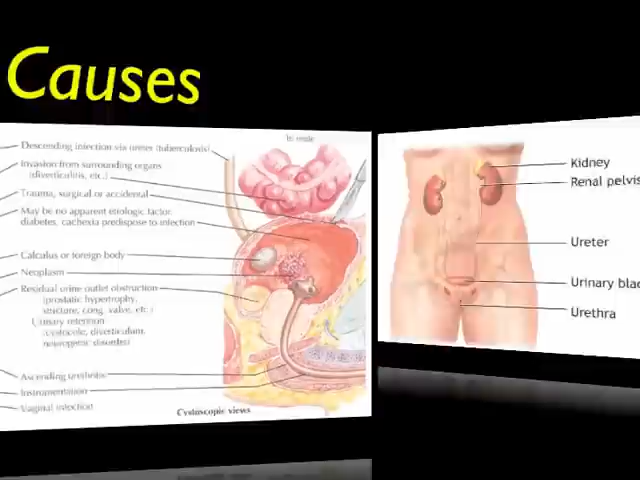 Causes
In male
Descending infection via ureter (tuberculosis)
Invasion from surrounding organs
(diverticulitis, etc.)
Trauma, surgical or accidental
May be no apparent etiologic factor
diabetes, cachexia predispose to infection
Calculus or foreign body
Neoplasm
Residual urine outlet obstruction
(prostatic hypertrophy,
stricture, cong. valve, etc.)
Urinary retention
(cystocele, diverticulum,
neurogenic disorder)
Ascending urethritis
Instrumentation
Vaginal infection
Cystoscopic views
Kidney
Renal pelvis
Ureter
Urinary blad
Urethra